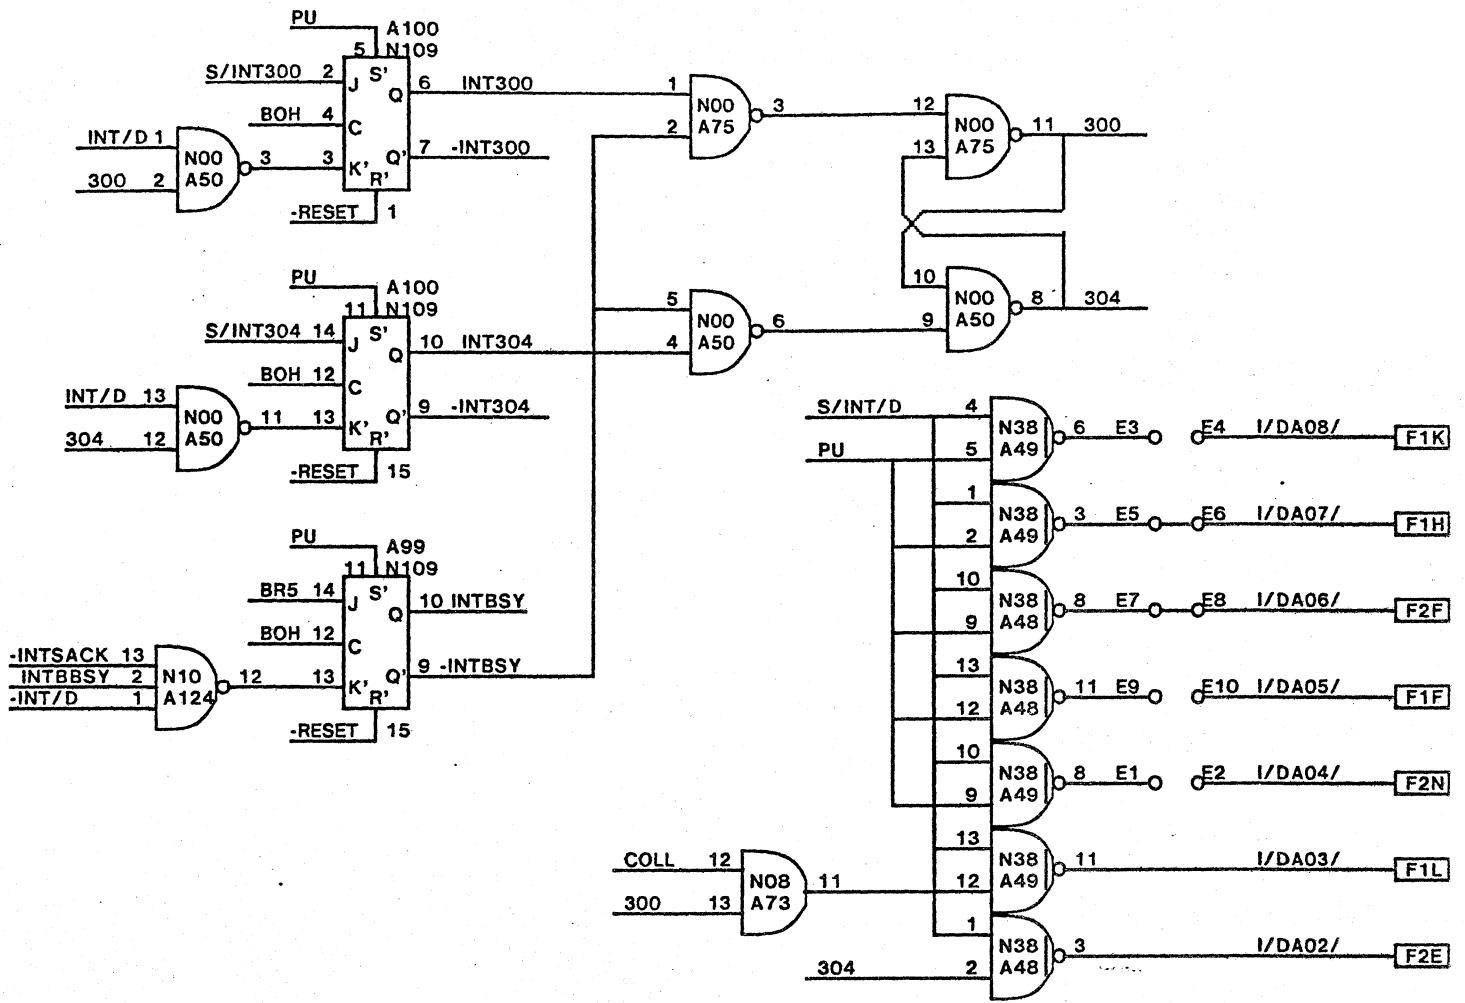 PU
A100
5 N109
S/INT300 2 J S' Q 6 INT300
BOH 4 C
INT/D 1
300 2
N00
A50
3 3 K' R' Q' 7 -INT300
-RESET 1
1
2
N00
A75
3
12
13
N00
A75
11 300
PU
A100
11 N109
S/INT304 14 J S' Q 10 INT304
BOH 12 C
INT/D 13
304 12
N00
A50
11 13 K' R' Q' 9 -INT304
-RESET 15
5
4
N00
A50
6
10
9
N00
A50
8 304
PU
A99
11 N109
BR5 14 J S' Q 10 INTBSY
BOH 12 C
-INTSACK 13
INTBBSY 2
-INT/D 1
N10
A124
12 13 K' R' Q' 9 -INTBSY
-RESET 15
S/INT/D 4
PU 5
N38
A49
6 E3 E4 I/DA08/ F1K
1
2
N38
A49
3 E5 E6 I/DA07/ F1H
10
9
N38
A48
8 E7 E8 I/DA06/ F2F
13
12
N38
A48
11 E9 E10 I/DA05/ F1F
10
9
N38
A49
8 E1 E2 I/DA04/ F2N
COLL 12
300 13
N08
A73
11
13
12
N38
A49
11 I/DA03/ F1L
1
304 2
N38
A48
3 I/DA02/ F2E